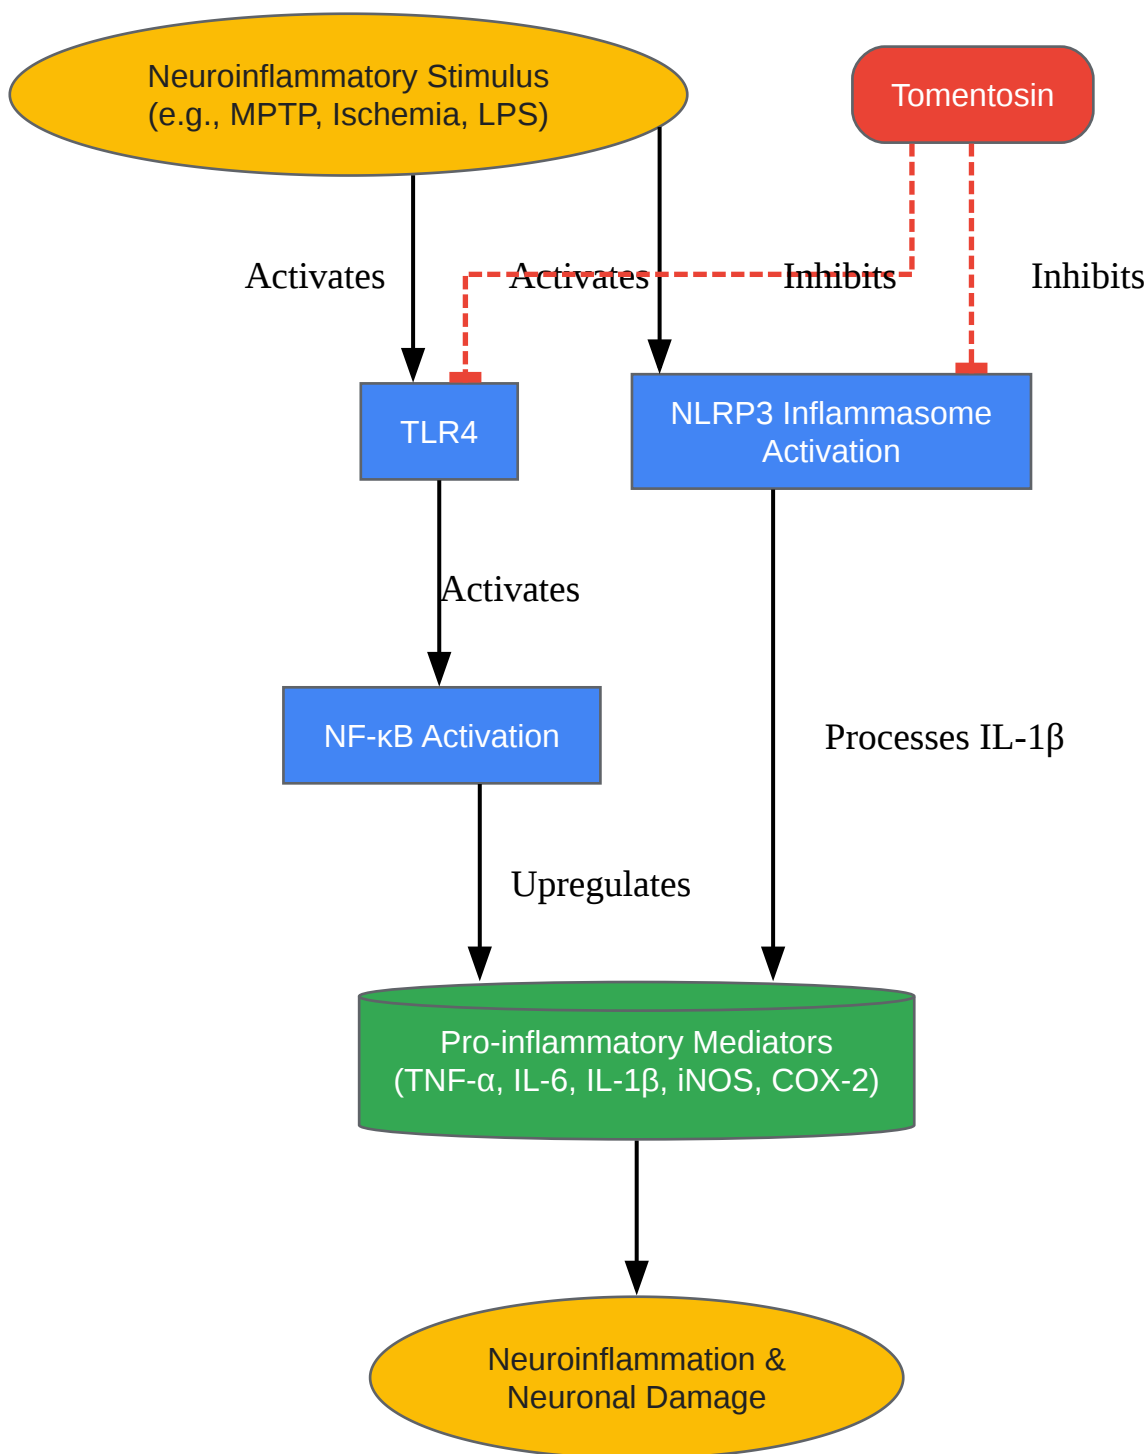 Neuroinflammatory Stimulus
(e.g., MPTP, Ischemia, LPS)
Tomentosin
Activates
Activates
Inhibits
Inhibits
TLR4
NLRP3 Inflammasome
Activation
Activates
NF-κB Activation
Processes IL-1β
Upregulates
Pro-inflammatory Mediators
(TNF-α, IL-6, IL-1β, iNOS, COX-2)
Neuroinflammation &
Neuronal Damage